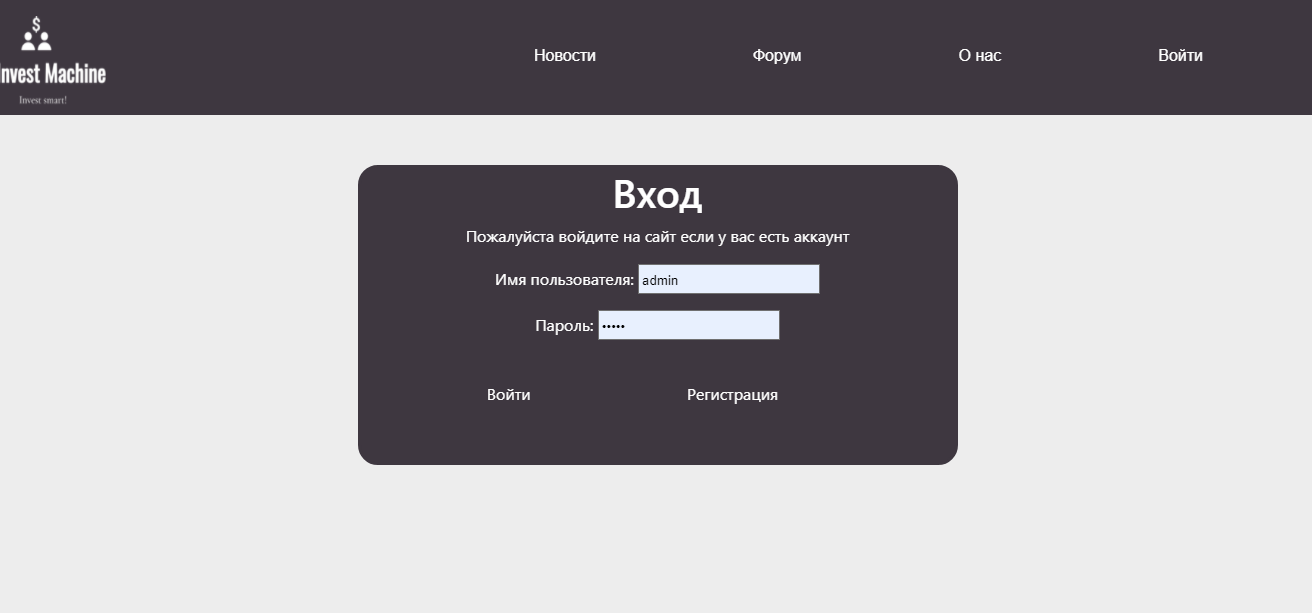 $
Invest Machine
Invest smart!
Новости Форум О нас Войти
Вход
Пожалуйста войдите на сайт если у вас есть аккаунт
Имя пользователя: admin
Пароль: •••••
Войти Регистрация